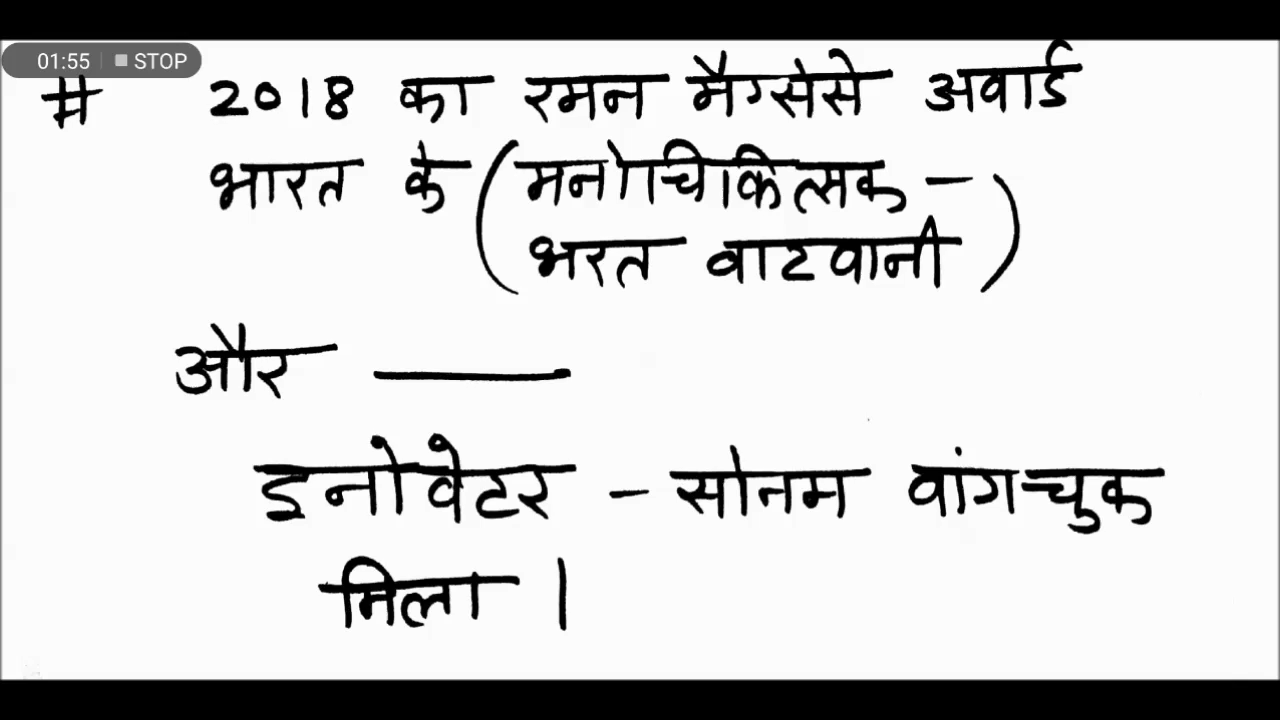 01:55 STOP
# 2018 का रमन मैग्सेसे अवार्ड
भारत के (मनोचिकित्सक -
भरत वाटवानी)
और ———
इनोवेटर - सोनम वांगचुक
मिला |